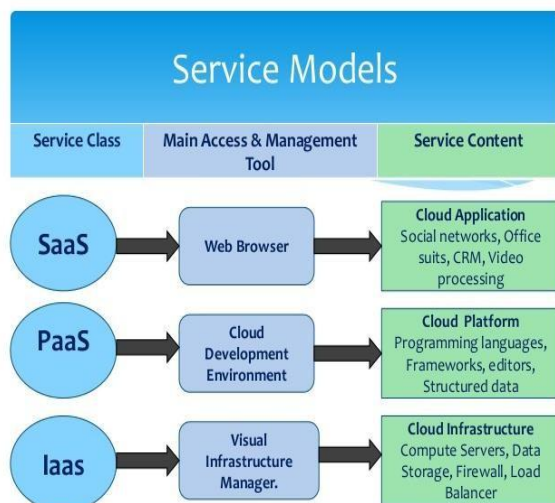 Service Models
Service Class
Main Access & Management
Tool
Service Content
SaaS
Web Browser
Cloud Application
Social networks, Office
suits, CRM, Video
processing
PaaS
Cloud
Development
Environment
Cloud Platform
Programming languages,
Frameworks, editors,
Structured data
Iaas
Visual
Infrastructure
Manager.
Cloud Infrastructure
Compute Servers, Data
Storage, Firewall, Load
Balancer